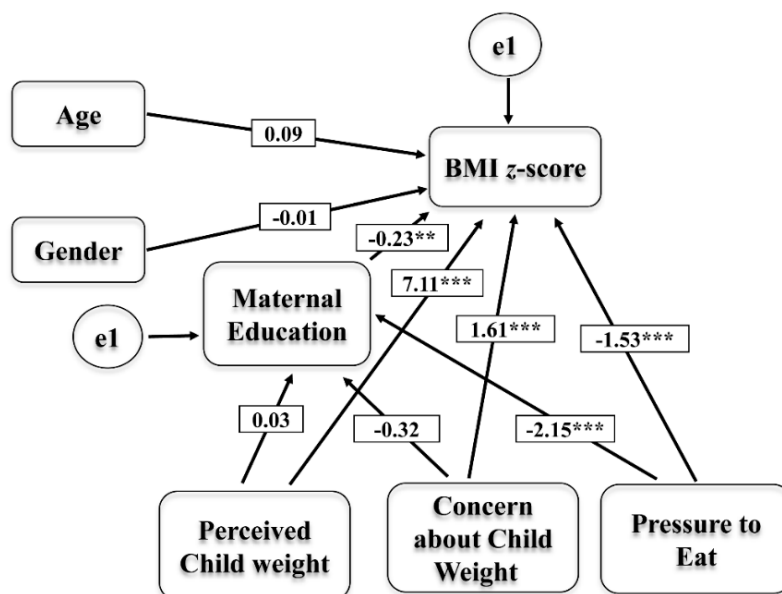 e1
Age
0.09
BMI z-score
-0.01
Gender
-0.23**
Maternal
Education
7.11***
e1
1.61***
-1.53***
0.03
-0.32
-2.15***
Perceived
Child weight
Concern
about Child
Weight
Pressure to
Eat